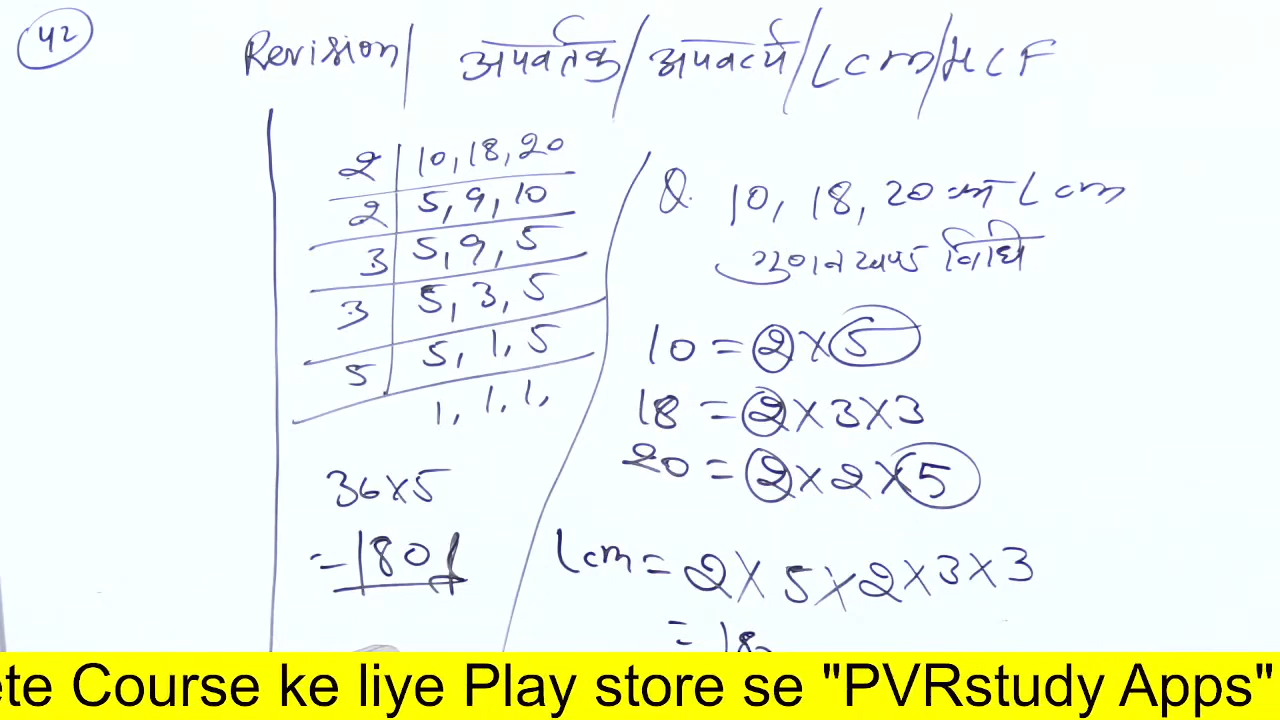 42
Revision/ अपवर्तक/अपवर्त्य/Lcm/HCF
2 | 10, 18, 20
2 | 5, 9, 10
3 | 5, 9, 5
3 | 5, 3, 5
5 | 5, 1, 5
1, 1, 1,
36×5
=180
Q. 10, 18, 20 का Lcm
गुणनखण्ड विधि
10 = 2×5
18 = 2×3×3
20 = 2×2×5
Lcm = 2×5×2×3×3
= 18
ete Course ke liye Play store se "PVRstudy Apps"